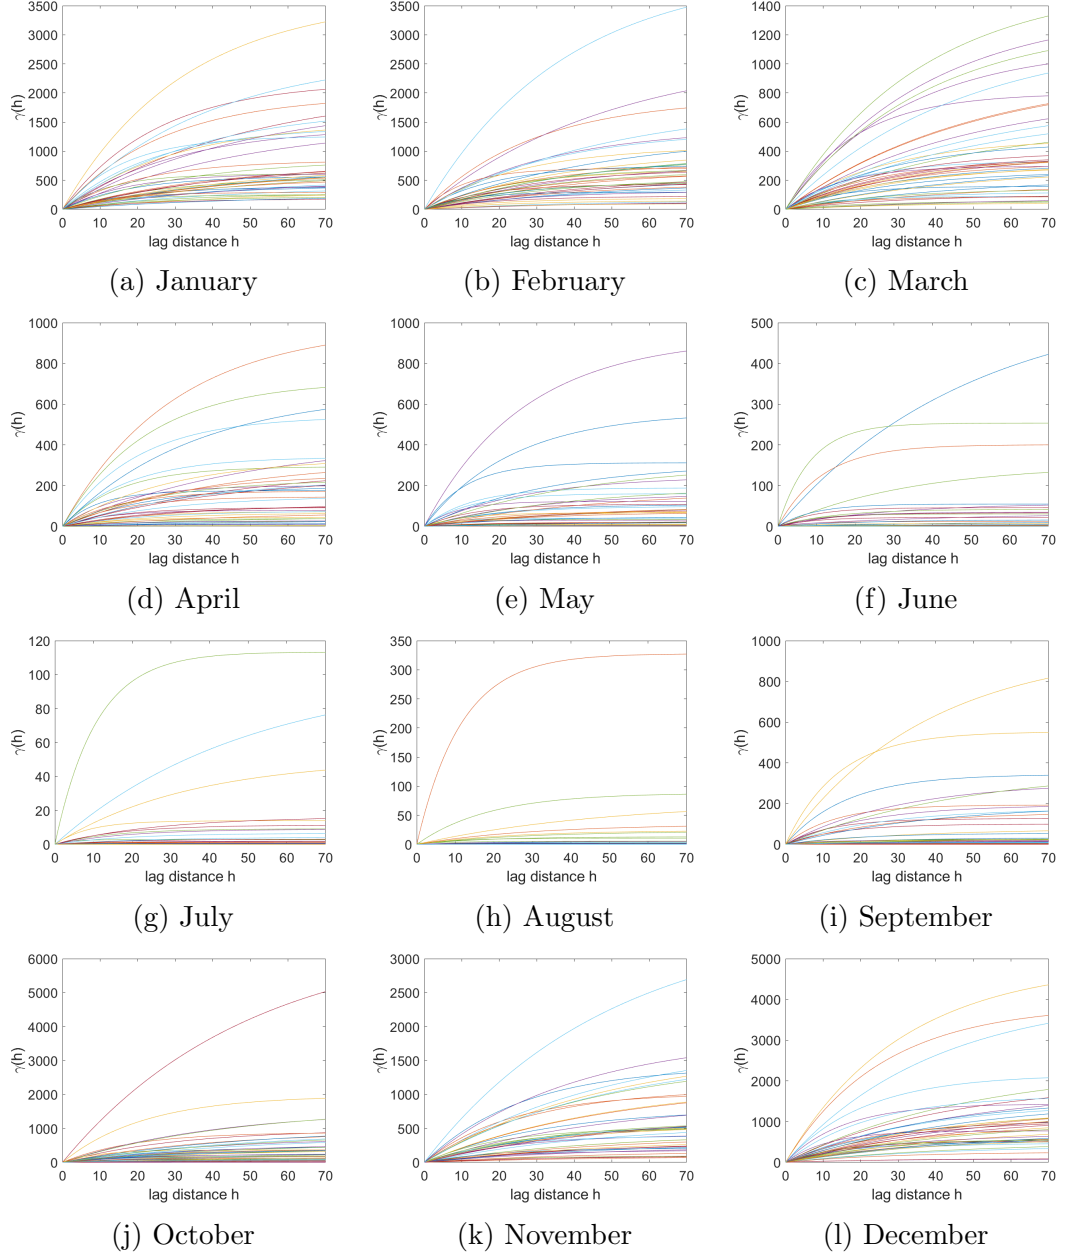 3500
3000
2500
2000
1500
1000
500
0
γ(h)
0 10 20 30 40 50 60 70
lag distance h
(a) January
3500
3000
2500
2000
1500
1000
500
0
γ(h)
0 10 20 30 40 50 60 70
lag distance h
(b) February
1400
1200
1000
800
600
400
200
0
γ(h)
0 10 20 30 40 50 60 70
lag distance h
(c) March
1000
800
600
400
200
0
γ(h)
0 10 20 30 40 50 60 70
lag distance h
(d) April
1000
800
600
400
200
0
γ(h)
0 10 20 30 40 50 60 70
lag distance h
(e) May
500
400
300
200
100
0
γ(h)
0 10 20 30 40 50 60 70
lag distance h
(f) June
120
100
80
60
40
20
0
γ(h)
0 10 20 30 40 50 60 70
lag distance h
(g) July
350
300
250
200
150
100
50
0
γ(h)
0 10 20 30 40 50 60 70
lag distance h
(h) August
1000
800
600
400
200
0
γ(h)
0 10 20 30 40 50 60 70
lag distance h
(i) September
6000
5000
4000
3000
2000
1000
0
γ(h)
0 10 20 30 40 50 60 70
lag distance h
(j) October
3000
2500
2000
1500
1000
500
0
γ(h)
0 10 20 30 40 50 60 70
lag distance h
(k) November
5000
4000
3000
2000
1000
0
γ(h)
0 10 20 30 40 50 60 70
lag distance h
(l) December